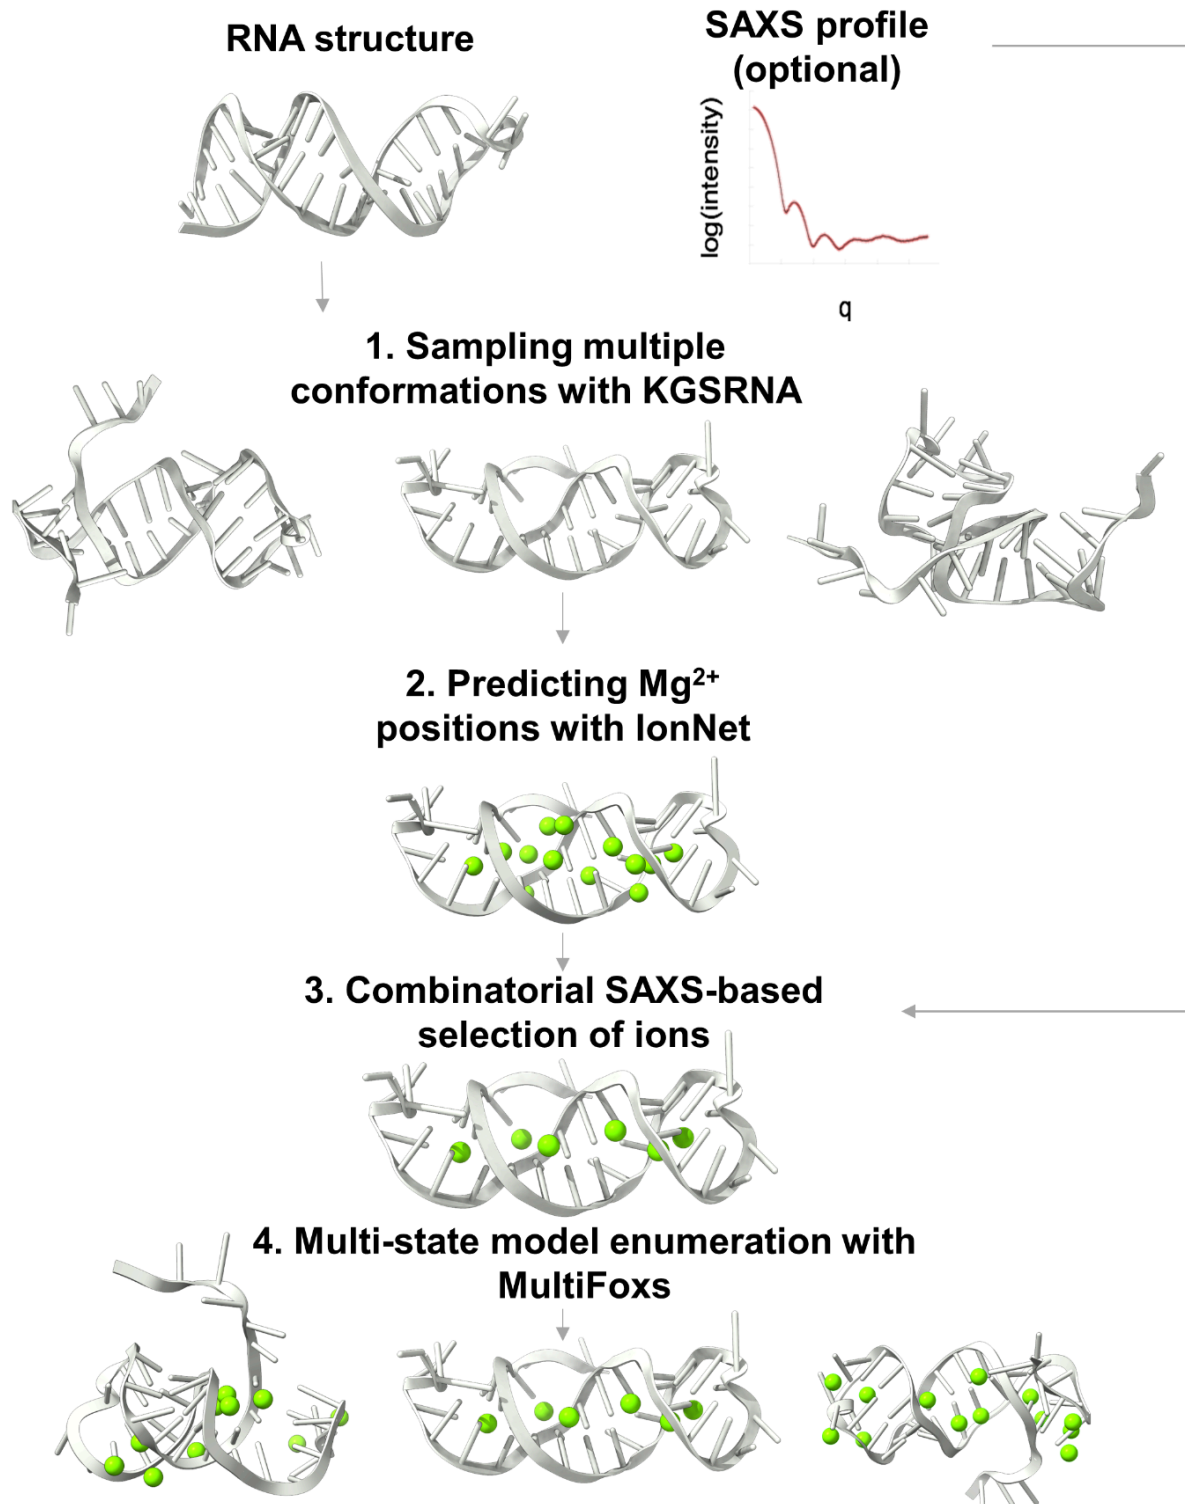 RNA structure
SAXS profile
(optional)
log(intensity)
q
1. Sampling multiple
conformations with KGSRNA
2. Predicting Mg²⁺
positions with IonNet
3. Combinatorial SAXS-based
selection of ions
4. Multi-state model enumeration with
MultiFoxs